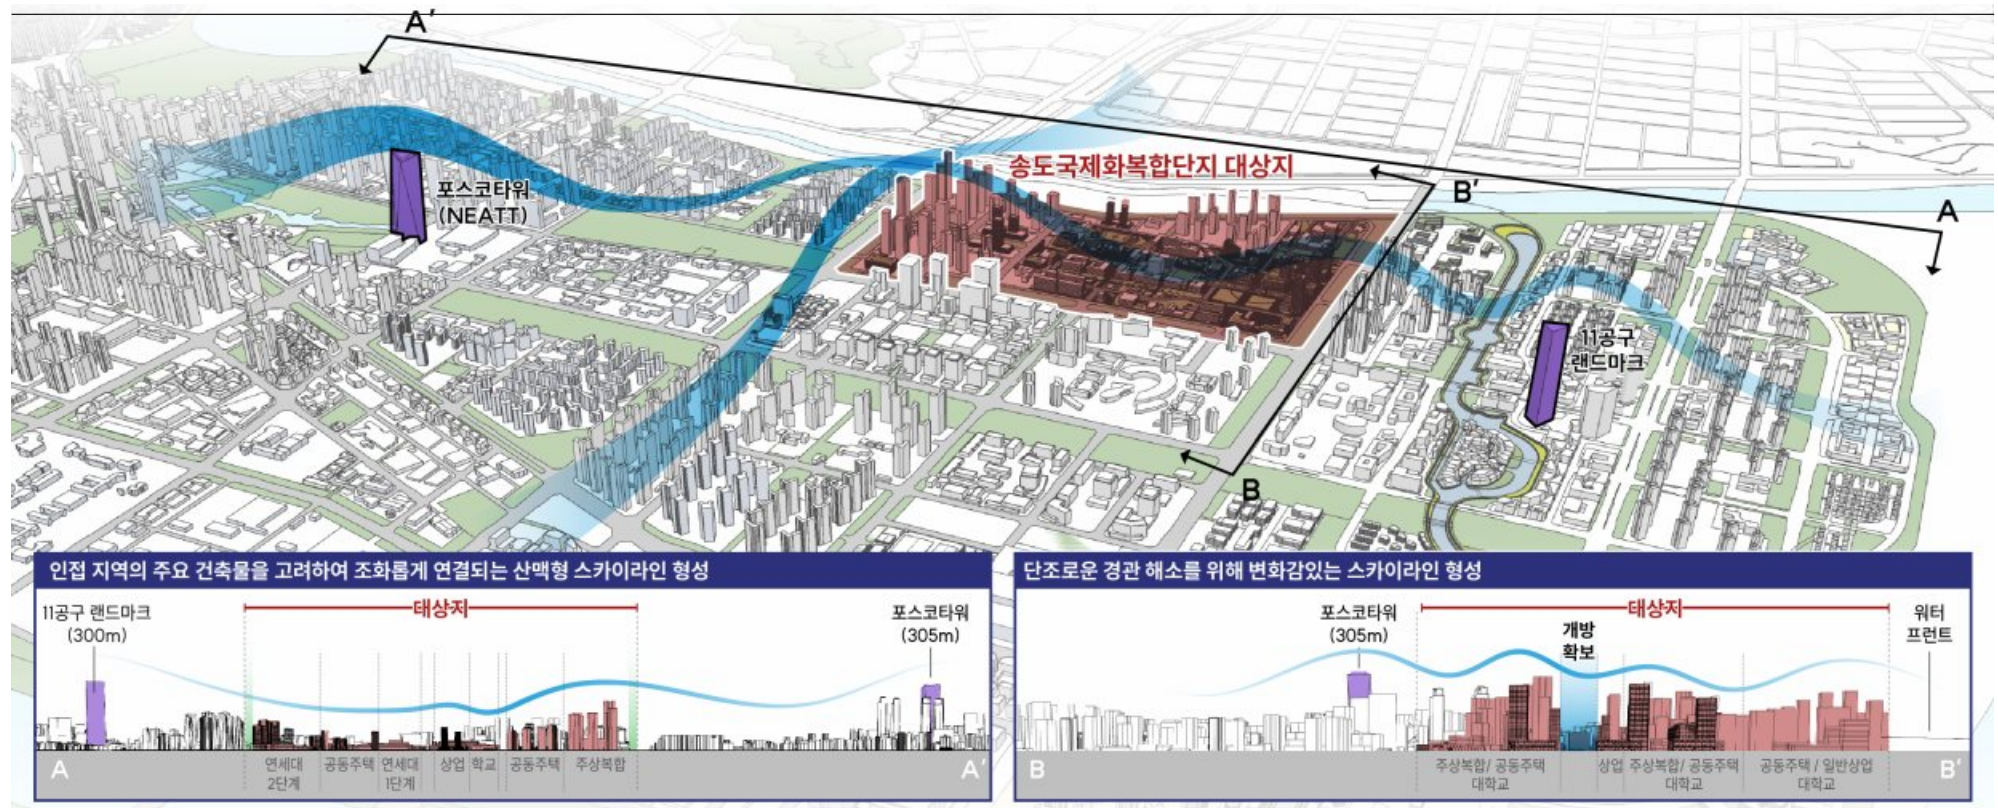 A′
송도국제화복합단지 대상지
포스코타워
(NEATT)
B′
A
11공구
랜드마크
B
인접 지역의 주요 건축물을 고려하여 조화롭게 연결되는 산맥형 스카이라인 형성
11공구 랜드마크
(300m)
대상지
포스코타워
(305m)
연세대
2단계
공동주택
연세대
1단계
상업
학교
공동주택
주상복합
A
A′
단조로운 경관 해소를 위해 변화감있는 스카이라인 형성
포스코타워
(305m)
대상지
개방
확보
워터
프런트
주상복합/ 공동주택
대학교
상업
주상복합/ 공동주택
대학교
공동주택 / 일반상업
대학교
B
B′